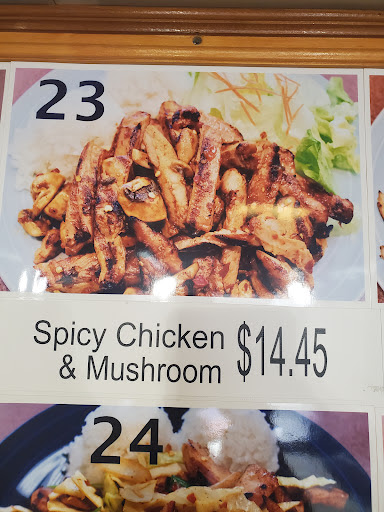 23
Spicy Chicken $14.45
& Mushroom
24